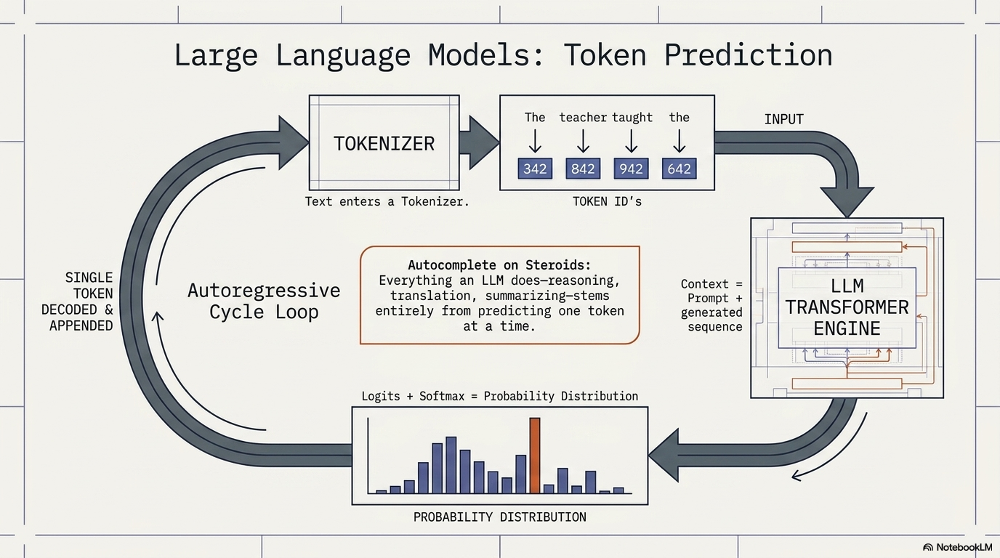 Large Language Models: Token Prediction
TOKENIZER
Text enters a Tokenizer.
The teacher taught the
342 842 942 642
TOKEN ID's
INPUT
LLM
TRANSFORMER
ENGINE
Context =
Prompt +
generated
sequence
Autocomplete on Steroids:
Everything an LLM does—reasoning,
translation, summarizing—stems
entirely from predicting one token
at a time.
Autoregressive
Cycle Loop
SINGLE
TOKEN
DECODED &
APPENDED
Logits + Softmax = Probability Distribution
PROBABILITY DISTRIBUTION
NotebookLM